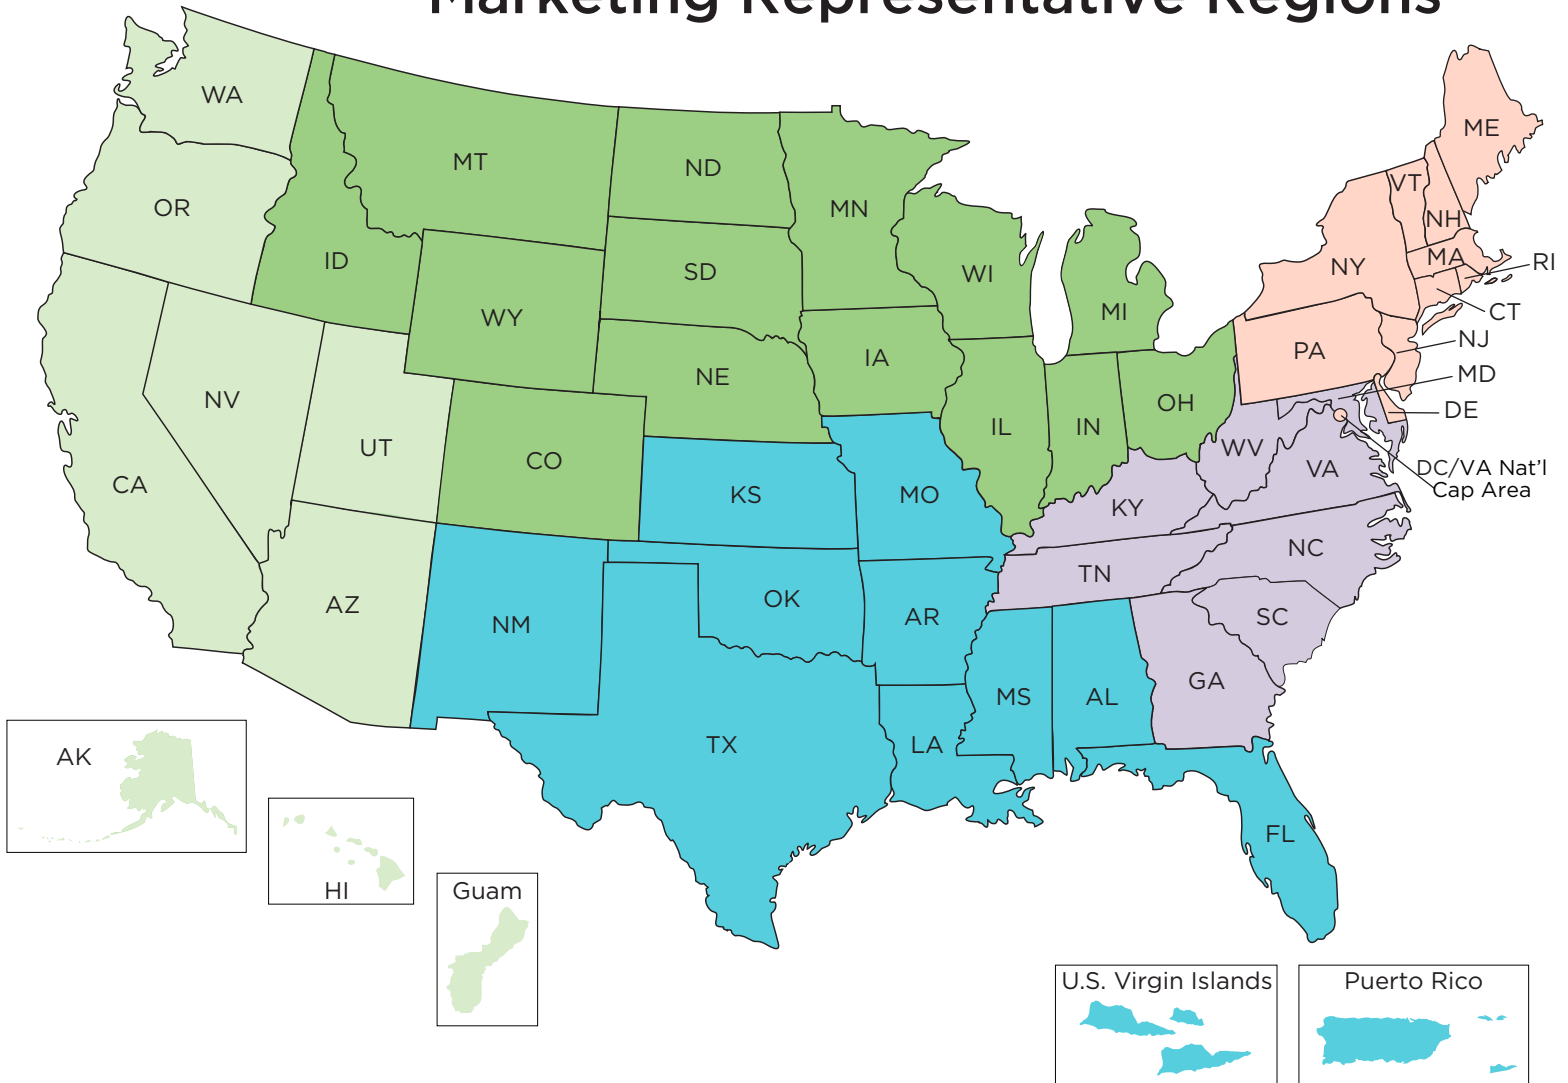 Marketing Representative Regions
WA
OR
CA
NV
ID
MT
WY
UT
AZ
CO
NM
ND
SD
NE
KS
OK
TX
MN
IA
MO
AR
LA
WI
IL
MI
IN
OH
KY
TN
MS
AL
GA
FL
SC
NC
VA
WV
PA
NY
VT
NH
ME
MA
RI
CT
NJ
MD
DE
DC/VA Nat'l
Cap Area
AK
HI
Guam
U.S. Virgin Islands
Puerto Rico